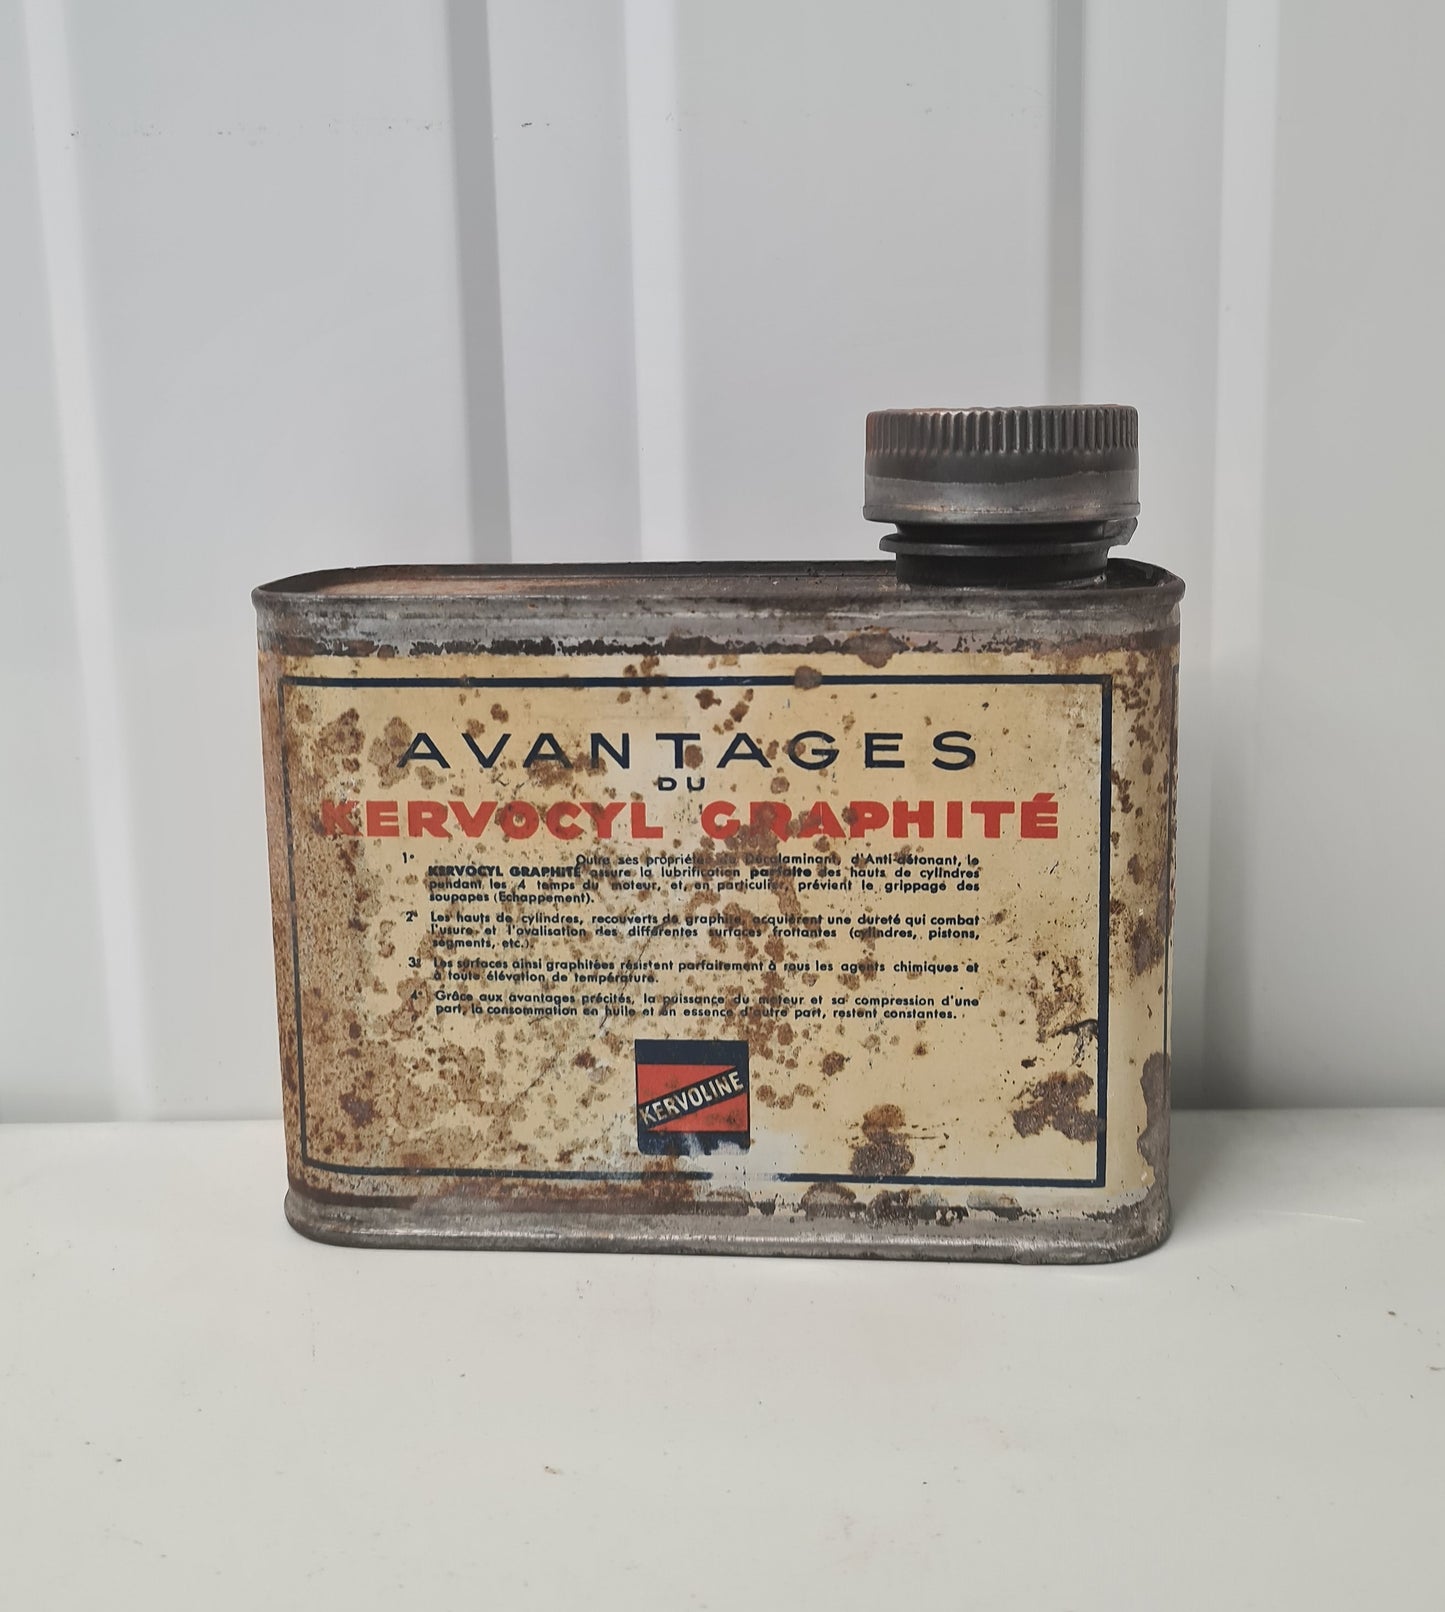 AVANTAGES
DU
KERVOCYL GRAPHITÉ
1° Outre ses propriétés de Décalaminant, d'Anti-détonant, le
KERVOCYL GRAPHITÉ assure la lubrification parfaite des hauts de cylindres
pendant les 4 temps du moteur, et, en particulier, prévient le grippage des
soupapes (Echappement).
2° Les hauts de cylindres, recouverts de graphite, acquièrent une dureté qui combat
l'usure et l'ovalisation des différentes surfaces frottantes (cylindres, pistons,
segments, etc.).
3° Les surfaces ainsi graphitées résistent parfaitement à tous les agents chimiques et
à toute élévation de température.
4° Grâce aux avantages précités, la puissance du moteur et sa compression d'une
part, la consommation en huile et en essence d'autre part, restent constantes.
KERVOLINE